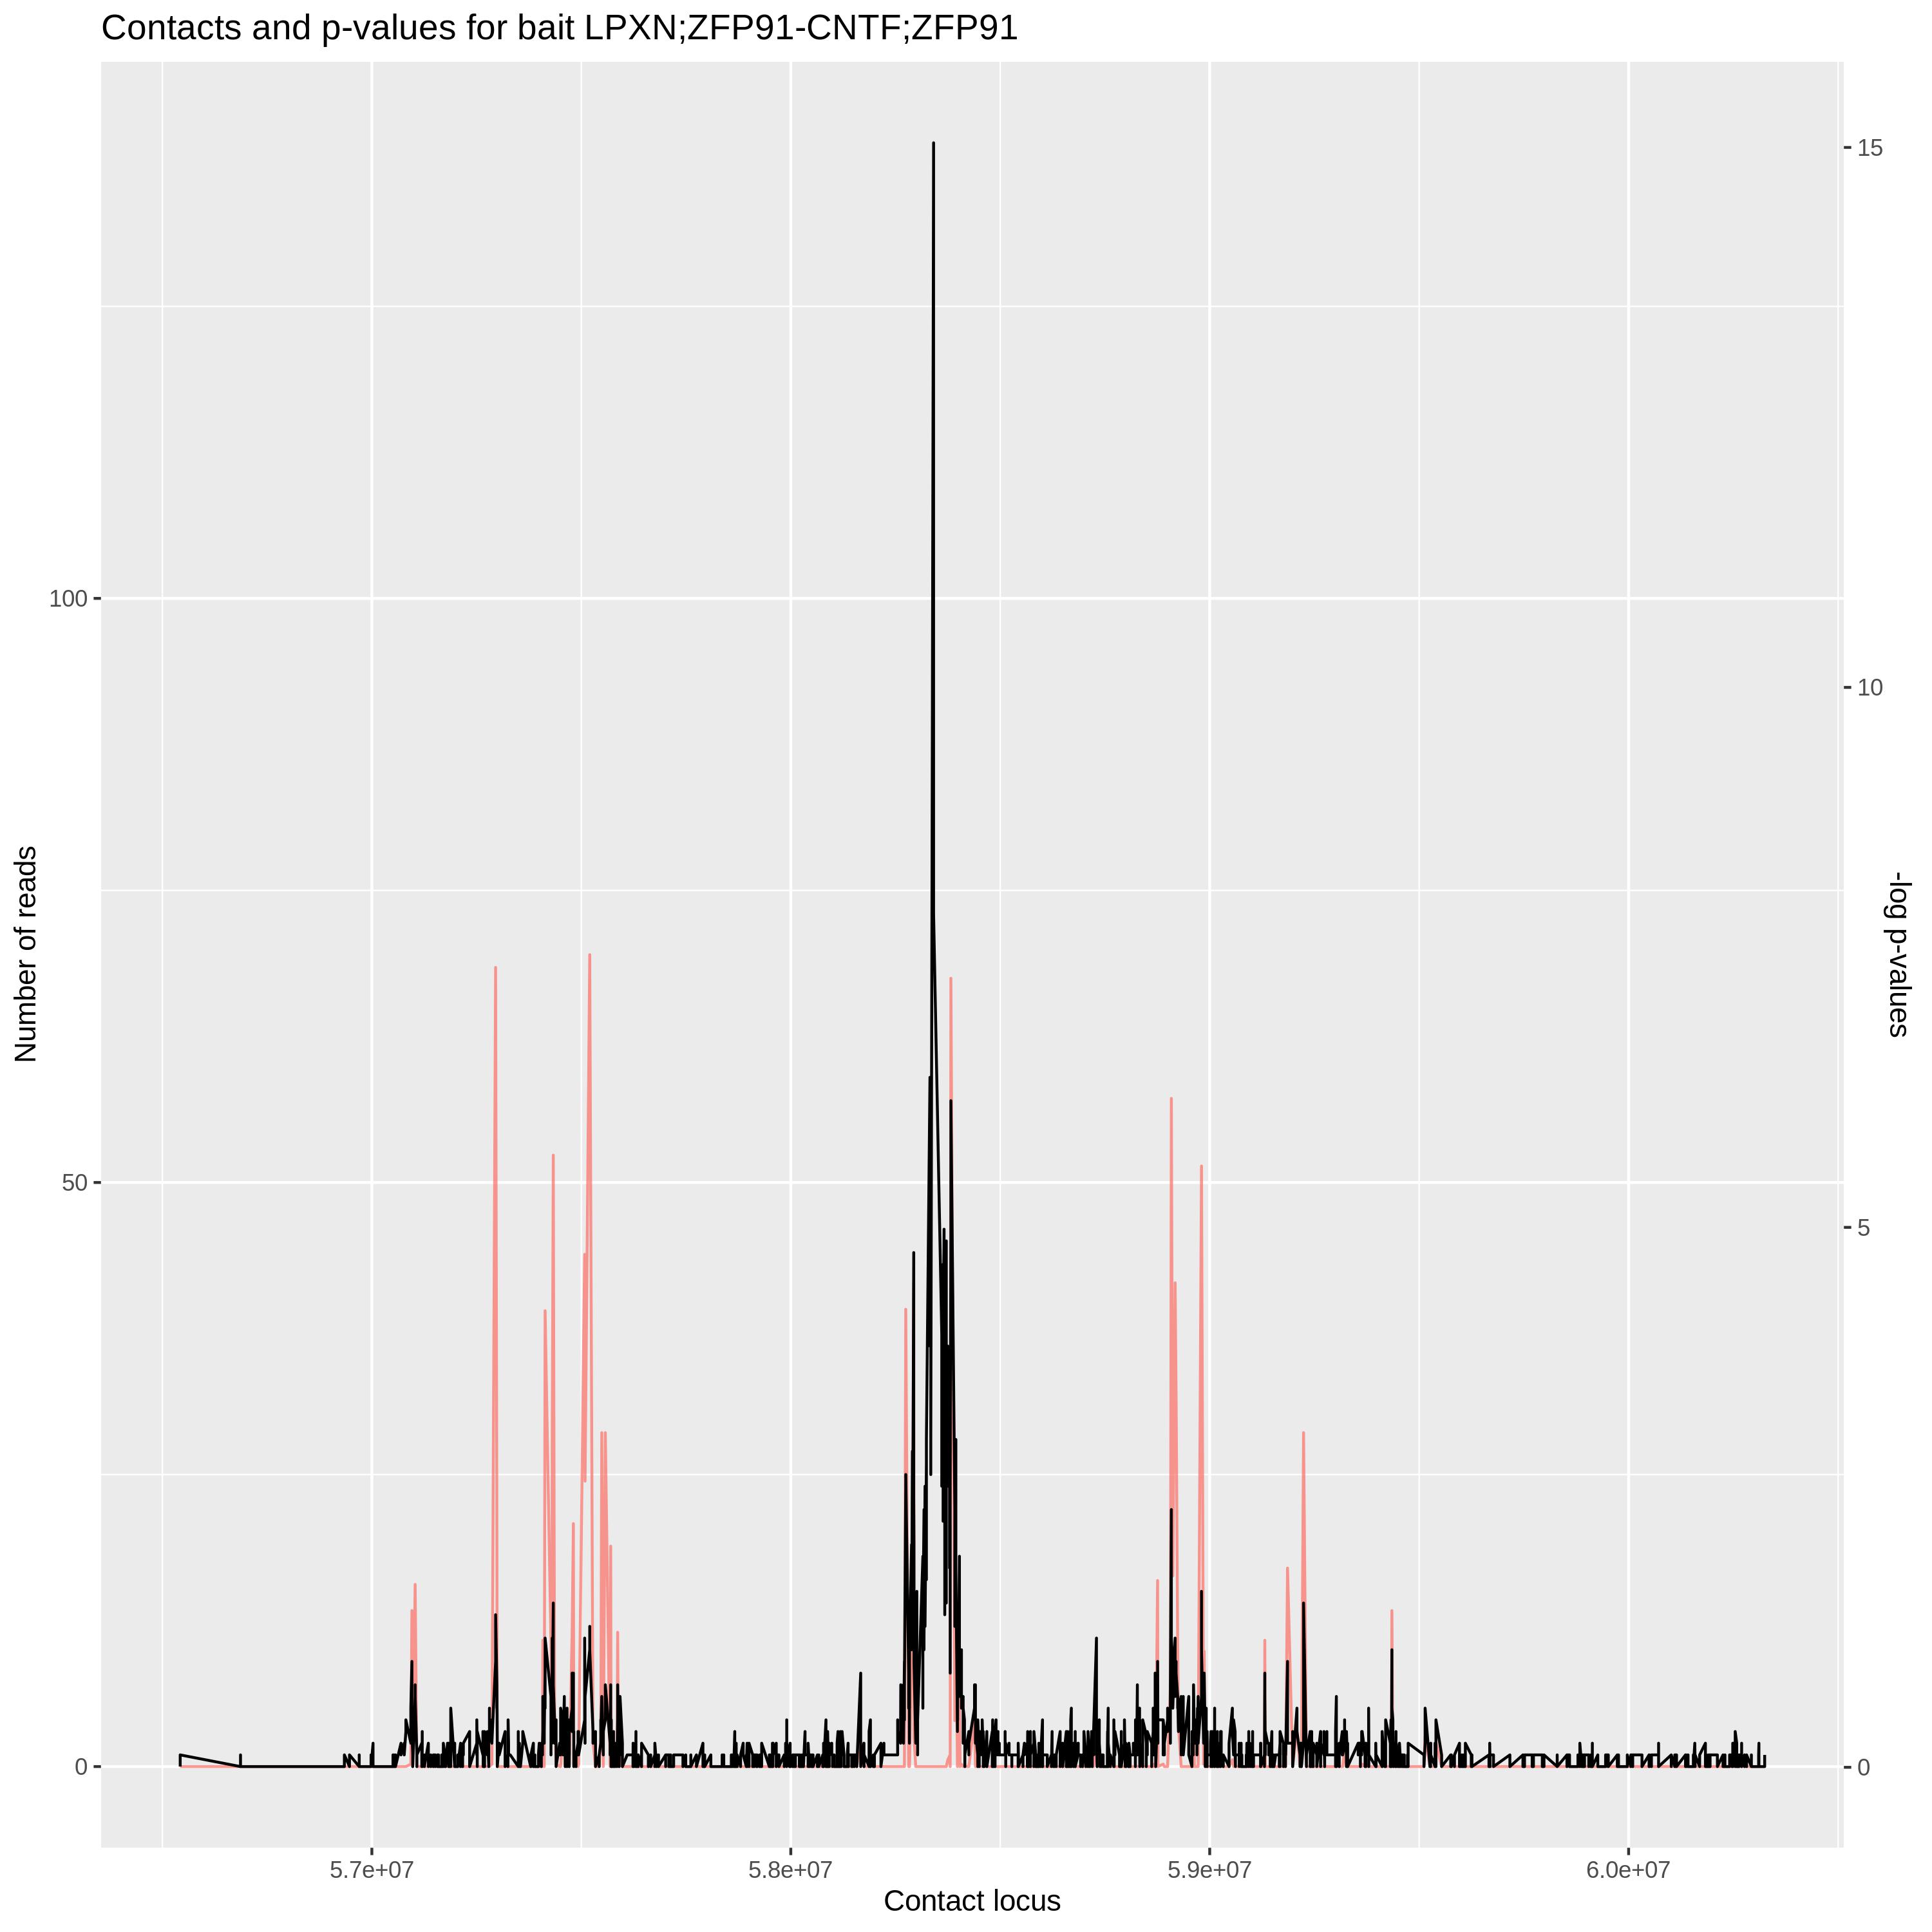 Contacts and p-values for bait LPXN;ZFP91-CNTF;ZFP91
Number of reads
100
50
0
-log p-values
15
10
5
0
5.7e+07
5.8e+07
5.9e+07
6.0e+07
Contact locus